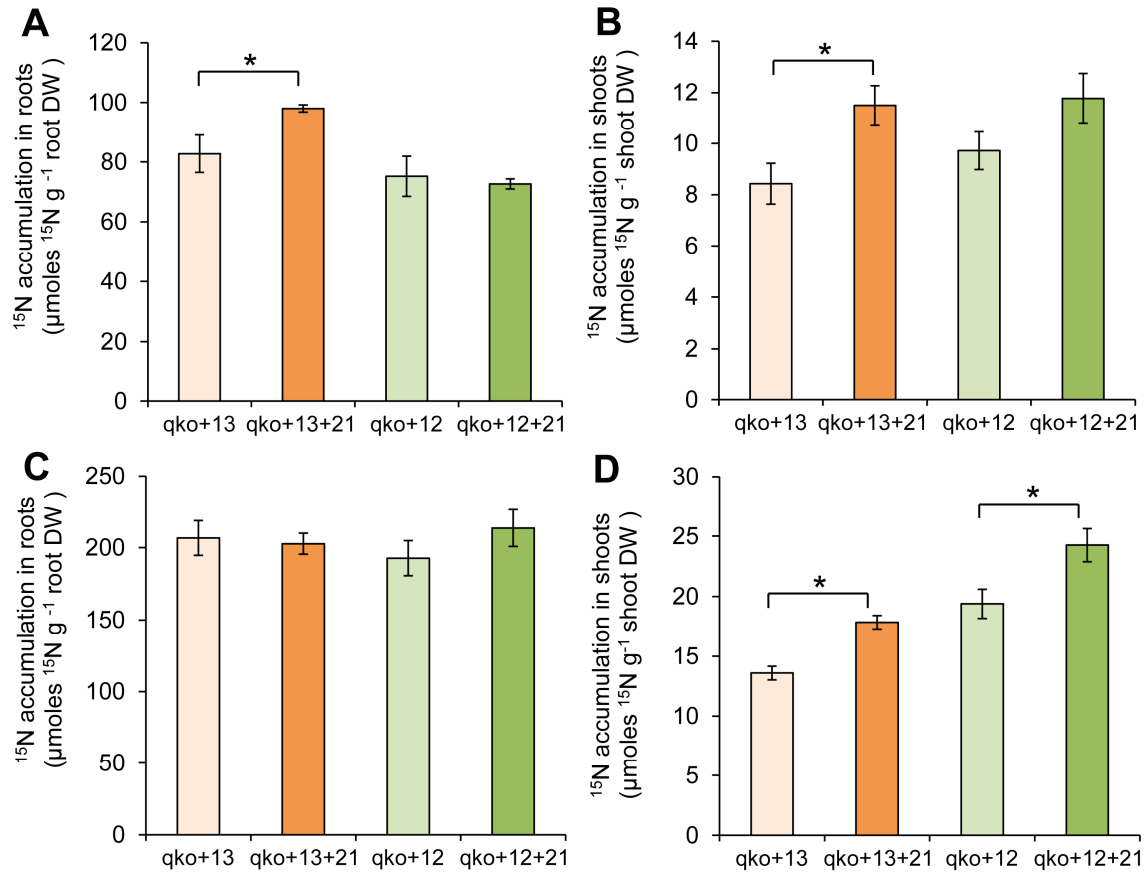 A
¹⁵N accumulation in roots
(µmoles ¹⁵N g ⁻¹ root DW )
120
100
80
60
40
20
0
*
qko+13 qko+13+21 qko+12 qko+12+21
B
¹⁵N accumulation in shoots
(µmoles ¹⁵N g ⁻¹ shoot DW )
14
12
10
8
6
4
2
0
*
qko+13 qko+13+21 qko+12 qko+12+21
C
¹⁵N accumulation in roots
(µmoles ¹⁵N g ⁻¹ root DW )
250
200
150
100
50
0
qko+13 qko+13+21 qko+12 qko+12+21
D
¹⁵N accumulation in shoots
(µmoles ¹⁵N g⁻¹ shoot DW )
30
25
20
15
10
5
0
*
*
qko+13 qko+13+21 qko+12 qko+12+21